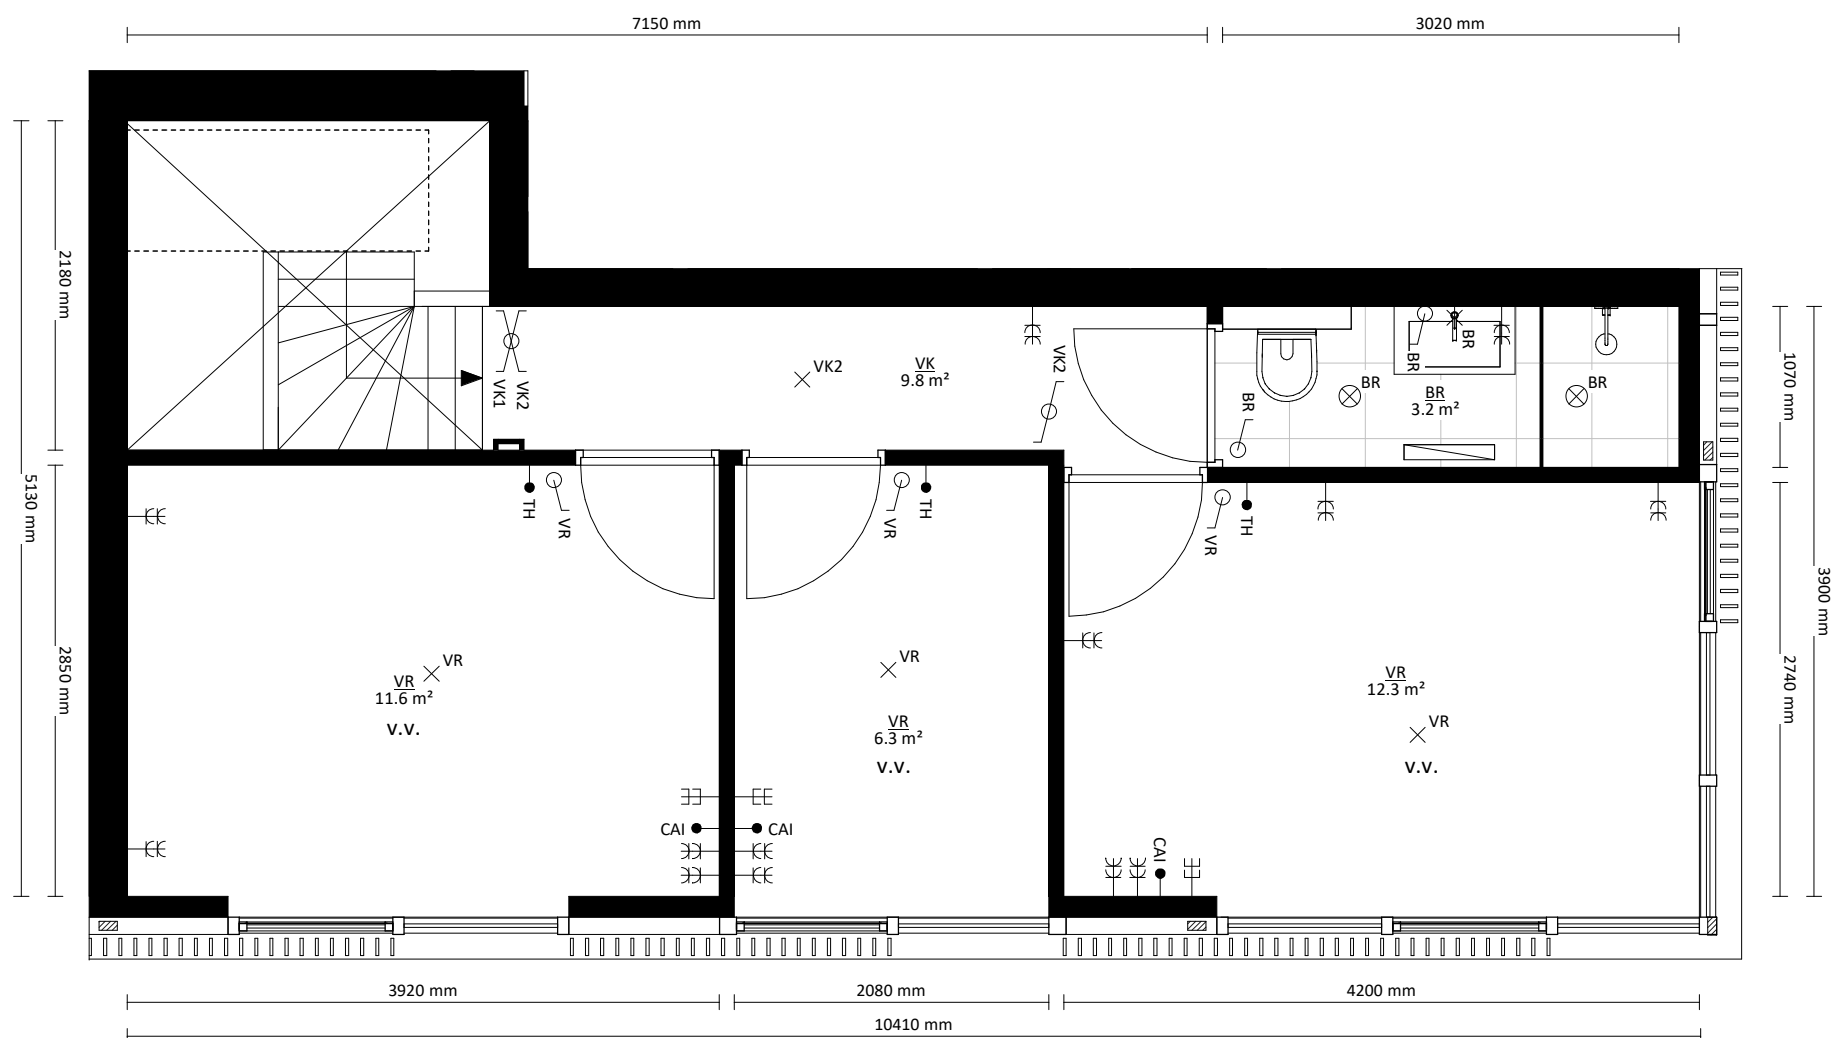 7150 mm
3020 mm
2180 mm
5130 mm
2850 mm
VK1
VK2
VK2
VK
9.8 m²
VK2
BR
BR
BR
BR
BR
3.2 m²
BR
1070 mm
3900 mm
2740 mm
TH
VR
VR
TH
VR
TH
VR
VR
11.6 m²
v.v.
VR
VR
6.3 m²
v.v.
VR
12.3 m²
VR
v.v.
CAI
CAI
CAI
3920 mm
2080 mm
4200 mm
10410 mm